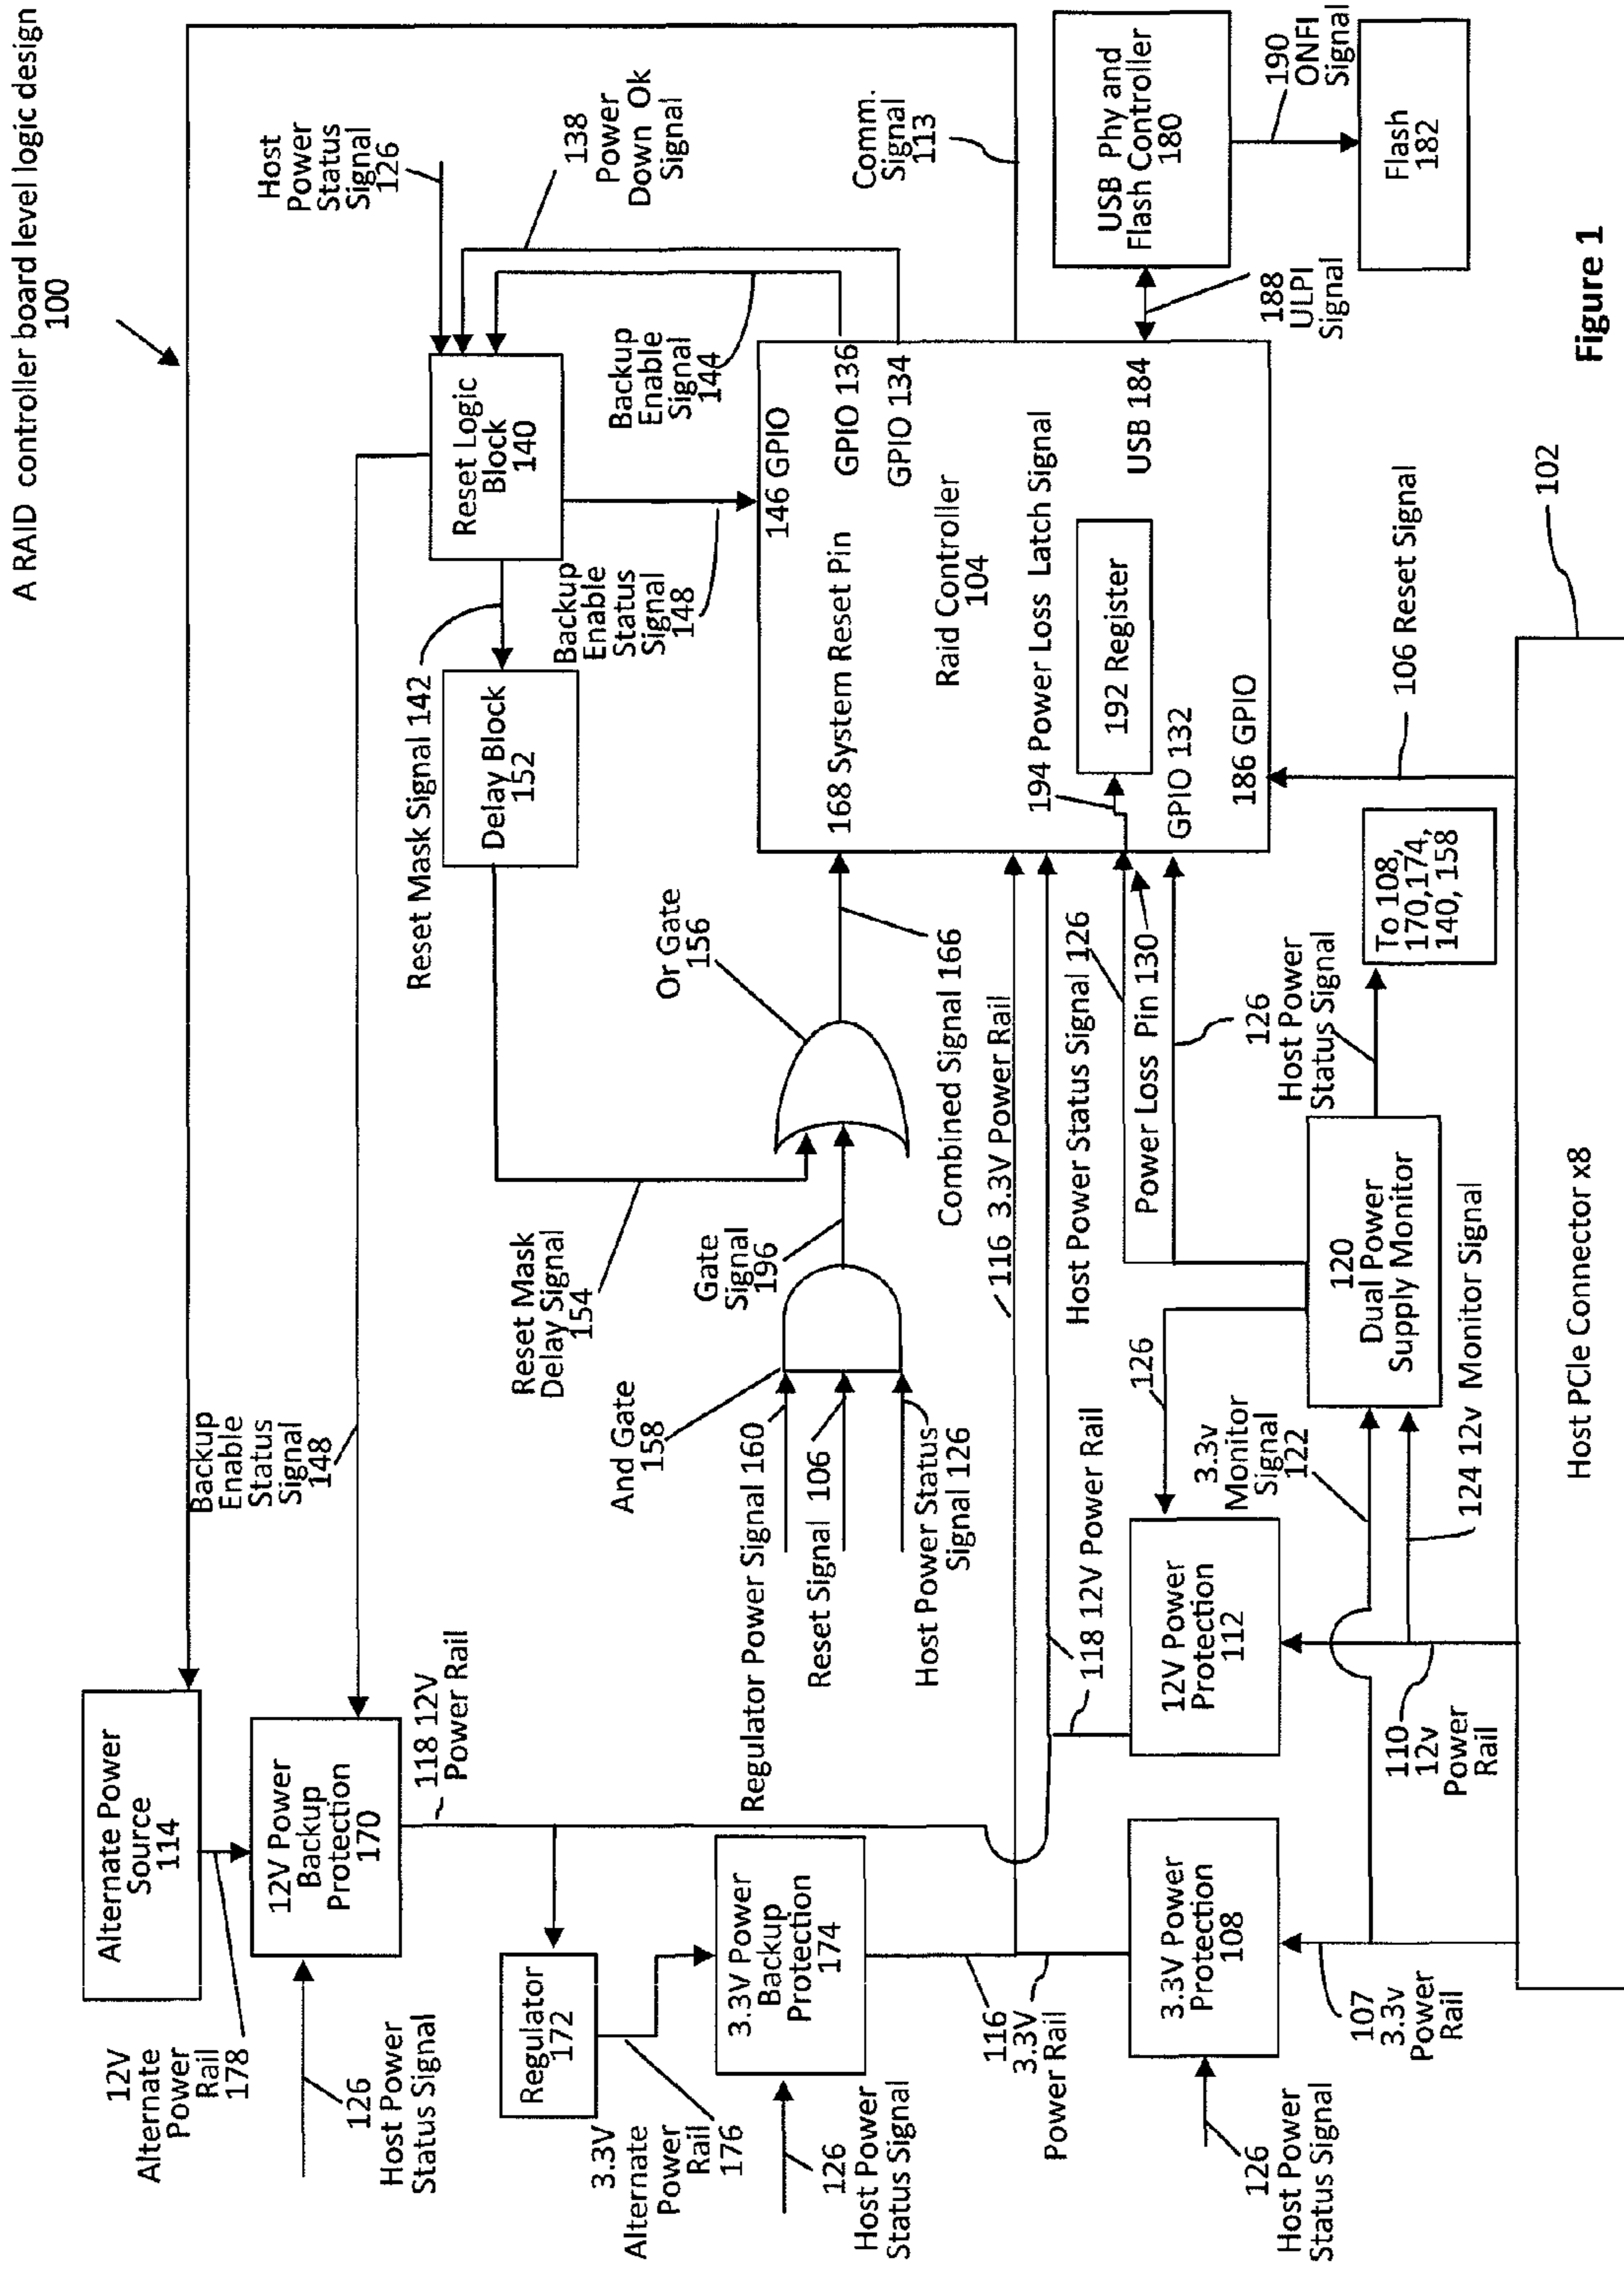 A RAID controller board level logic design
100
Alternate Power
Source
114
12V
Alternate
Power
Rail
178
12V Power
Backup
Protection
170
126
Host Power
Status Signal
118 12V
Power Rail
Backup
Enable
Status
Signal
148
Regulator
172
3.3V
Alternate
Power
Rail
176
3.3V Power
Backup
Protection
174
126
Host Power
Status Signal
116
3.3V
Power Rail
3.3V Power
Protection
108
126
Host Power
Status Signal
107
3.3v
Power
Rail
12V Power
Protection
112
118 12V Power Rail
110
12v
Power
Rail
126
3.3v
Monitor
Signal
122
124 12v Monitor Signal
120
Dual Power
Supply Monitor
126
Host Power
Status Signal
To 108,
170,174,
140, 158
Regulator Power Signal 160
Reset Signal 106
Host Power Status
Signal 126
And Gate
158
Gate
Signal
196
Reset Mask
Delay Signal
154
Or Gate
156
Combined Signal 166
116 3.3V Power Rail
Host Power Status Signal 126
Power Loss Pin 130
Reset Mask Signal 142
Delay Block
152
Reset Logic
Block
140
Backup
Enable
Status
Signal
148
Host
Power
Status
Signal
126
138
Power
Down Ok
Signal
Backup
Enable
Signal
144
Comm.
Signal
113
146 GPIO
168 System Reset Pin
GPIO 136
GPIO 134
Raid Controller
104
194 Power Loss Latch Signal
192 Register
USB 184
GPIO 132
186 GPIO
188
ULPI
Signal
USB Phy and
Flash Controller
180
190
ONFI
Signal
Flash
182
106 Reset Signal
102
Host PCIe Connector x8
Figure 1